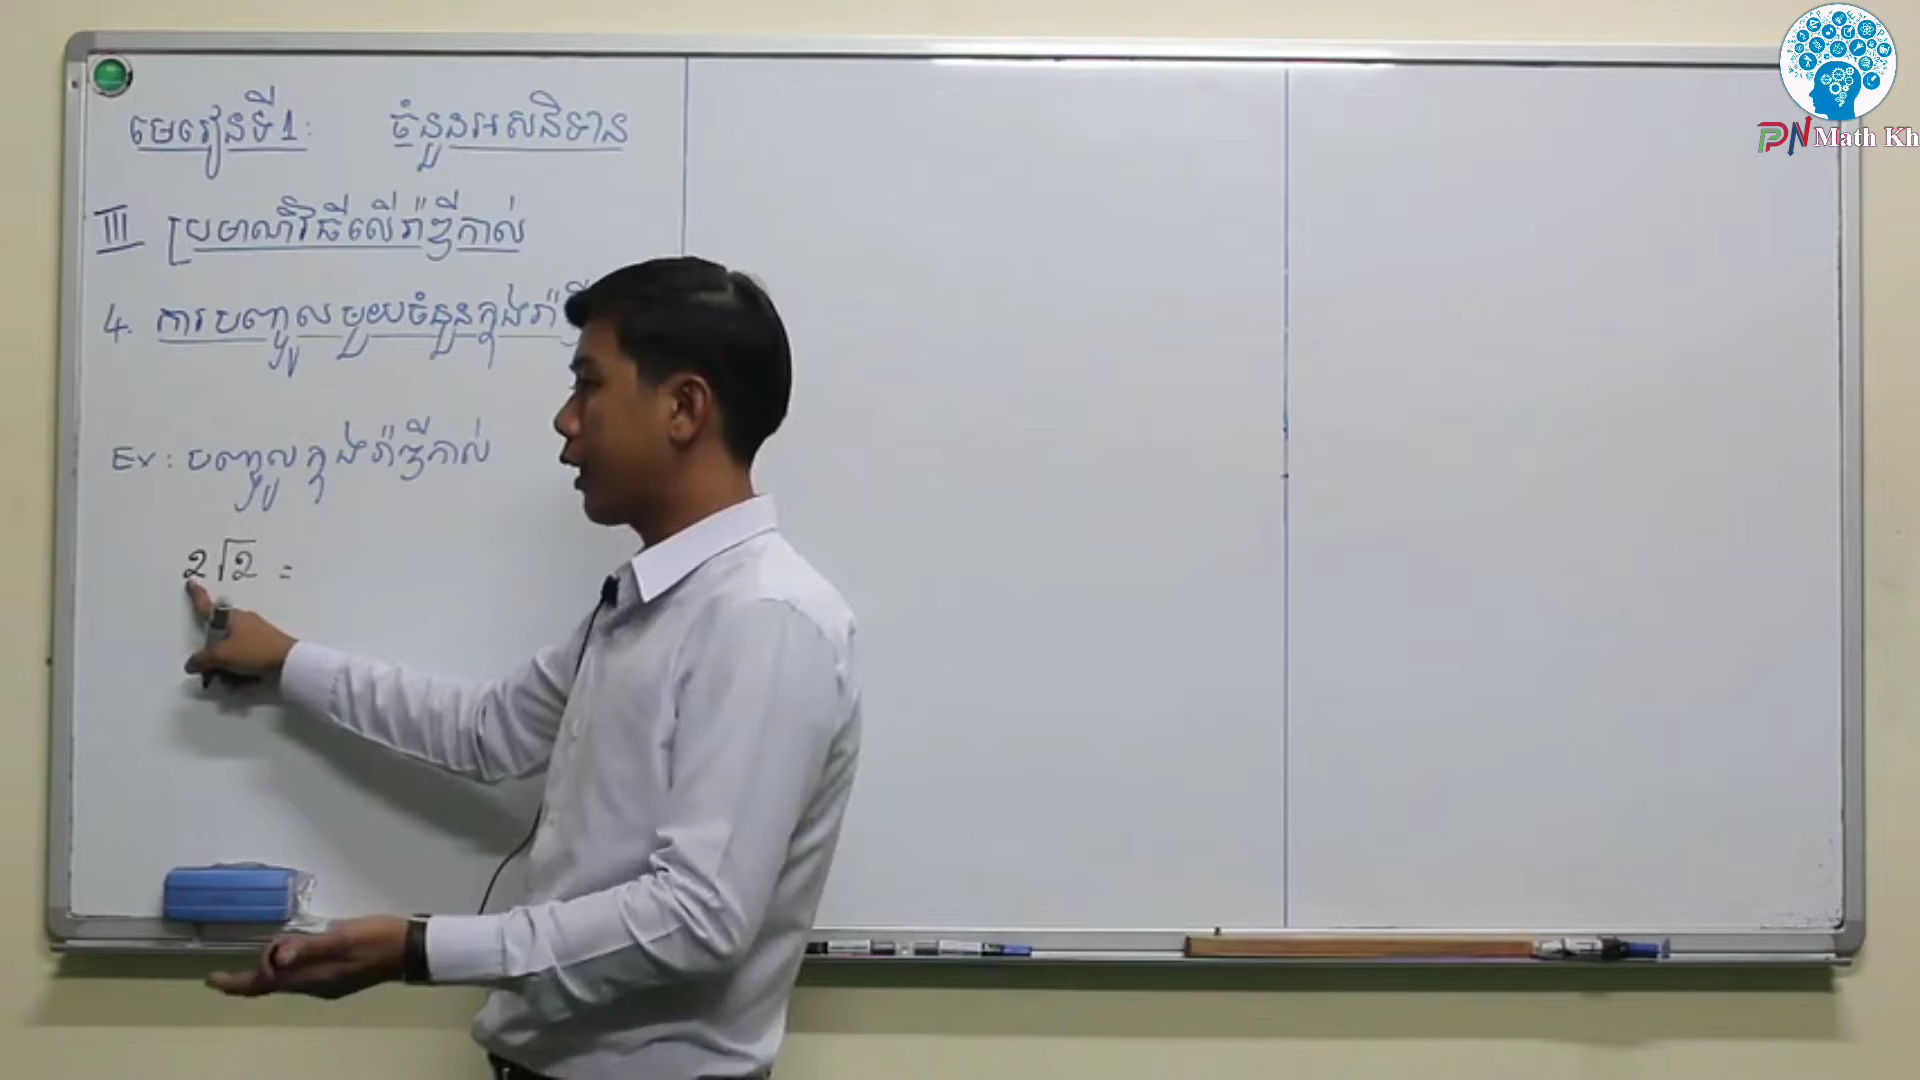 មេរៀនទី1: ចំនួនអសនិទាន
III ប្រមាណវិធីលើរ៉ាឌីកាល់
4. ការបញ្ចូលមួយចំនួនក្នុងរ៉ា
Ex: បញ្ចូលក្នុងរ៉ាឌីកាល់
2√2 =
PN Math Kh